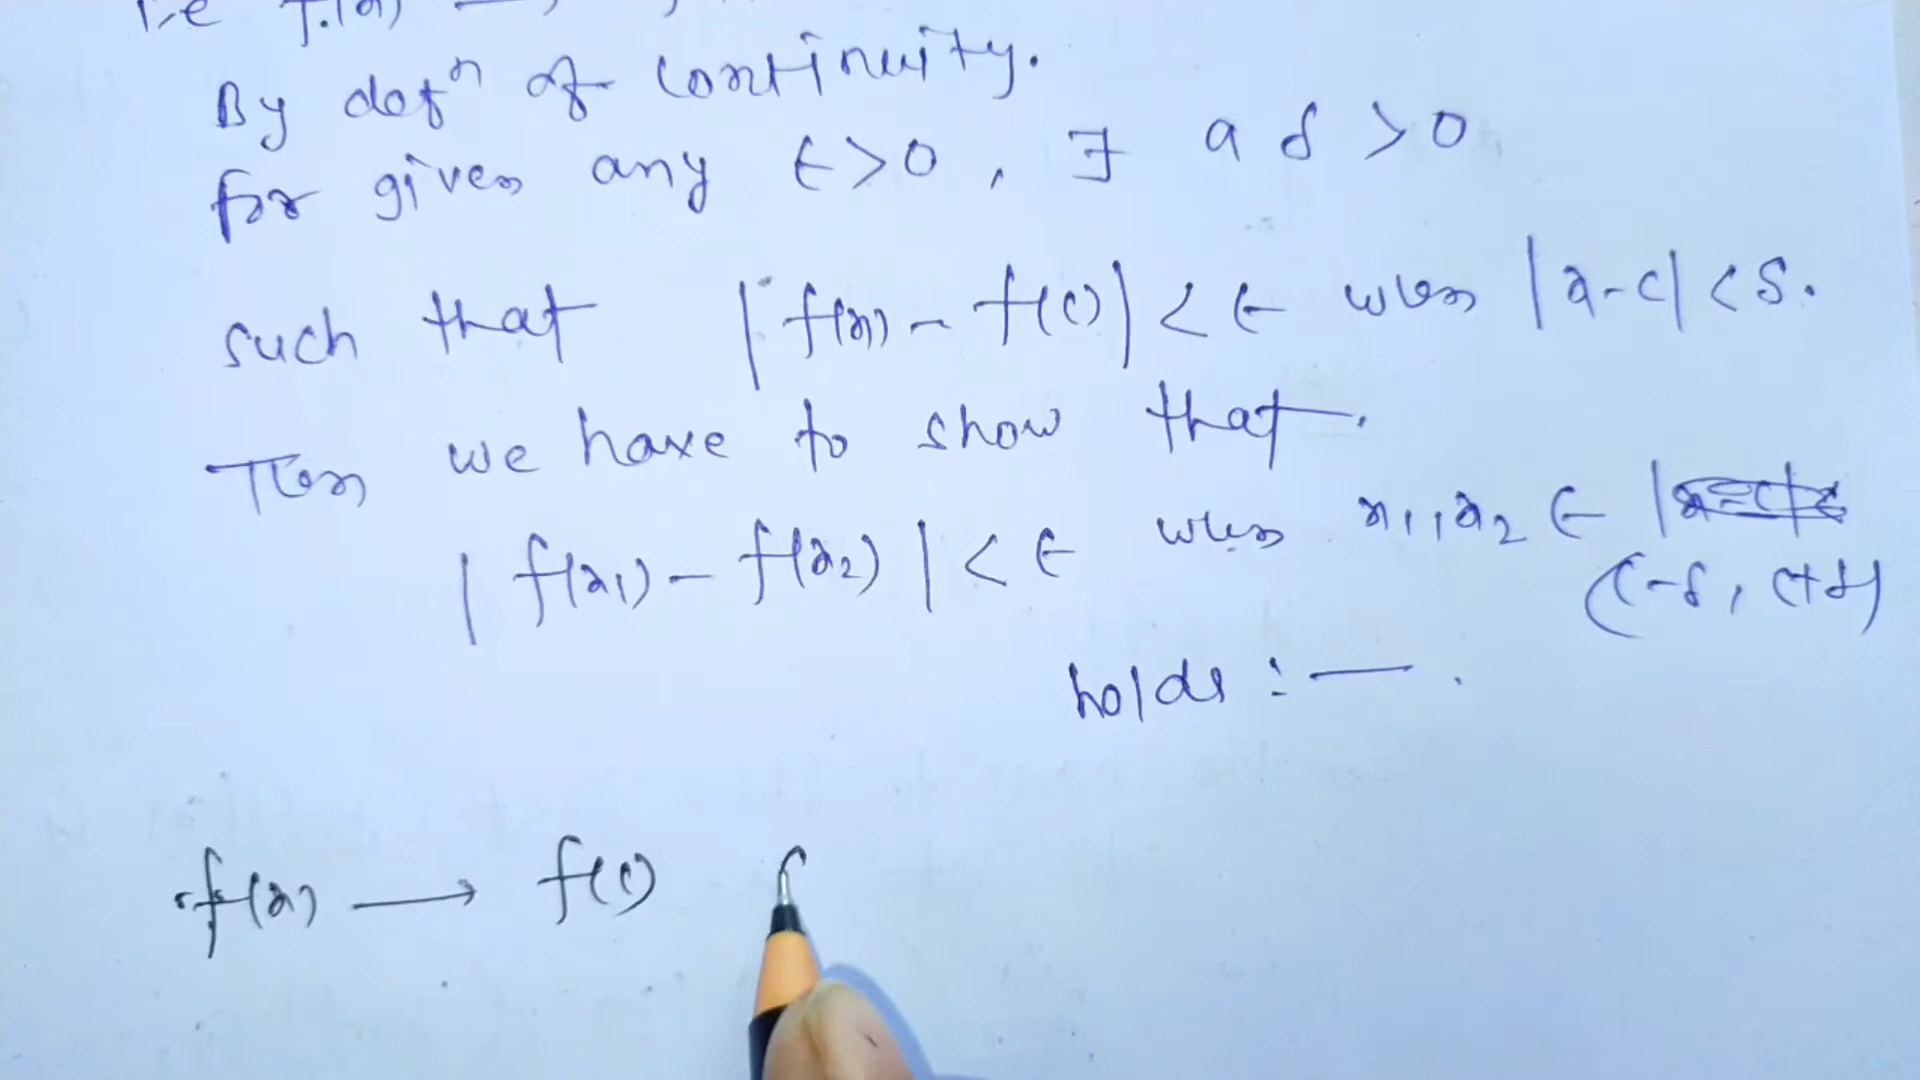 i.e
By defⁿ of continuity.
for given any ε>0, ∃ a δ >0
such that |f(x) - f(c)| < ε when |x-c| < δ.
Then we have to show that.
|f(x₁) - f(x₂)| < ε when x₁,x₂ ∈
(c-δ, c+δ)
holds :— .
f(x) ⟶ f(c)